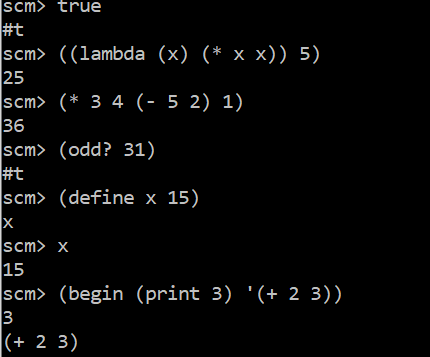 scm> true
#t
scm> ((lambda (x) (* x x)) 5)
25
scm> (* 3 4 (- 5 2) 1)
36
scm> (odd? 31)
#t
scm> (define x 15)
x
scm> x
15
scm> (begin (print 3) '(+ 2 3))
3
(+ 2 3)